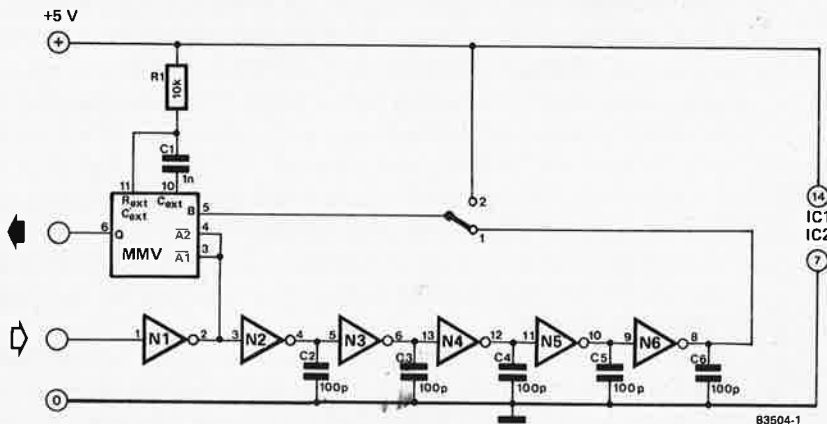 +5 V
+
R1
10k
C1
1n
11
10
Rext
Cext
Cext
B
5
2
1
14
IC1
IC2
7
6
Q
A2
4
MMV
A1
3
1
N1
2
3
N2
4
5
N3
6
13
N4
12
11
N5
10
9
N6
8
C2
C3
C4
C5
C6
100p
100p
100p
100p
100p
0
83504-1